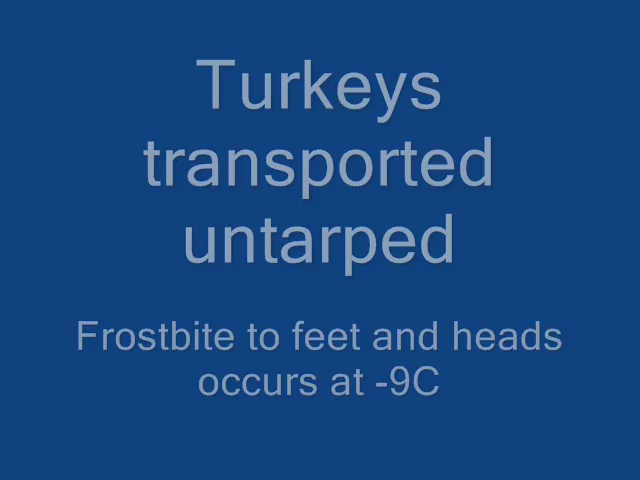 Turkeys
transported
untarped
Frostbite to feet and heads
occurs at -9C